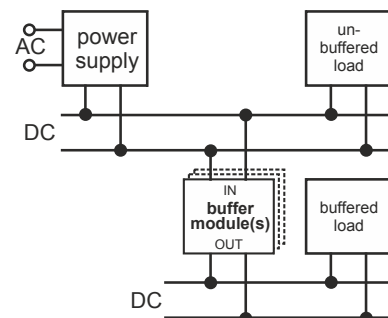 AC
power
supply
un-
buffered
load
DC
IN
buffer
module(s)
OUT
buffered
load
DC